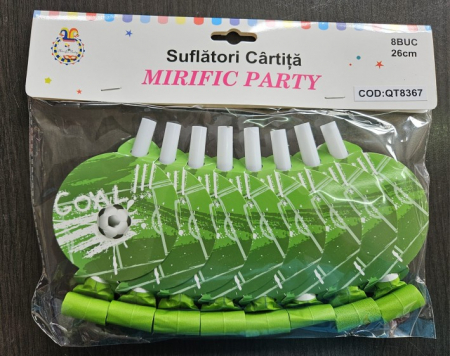 Suflători Cârtiță
MIRIFIC PARTY
8BUC
26cm
COD:QT8367
GOAL!!!